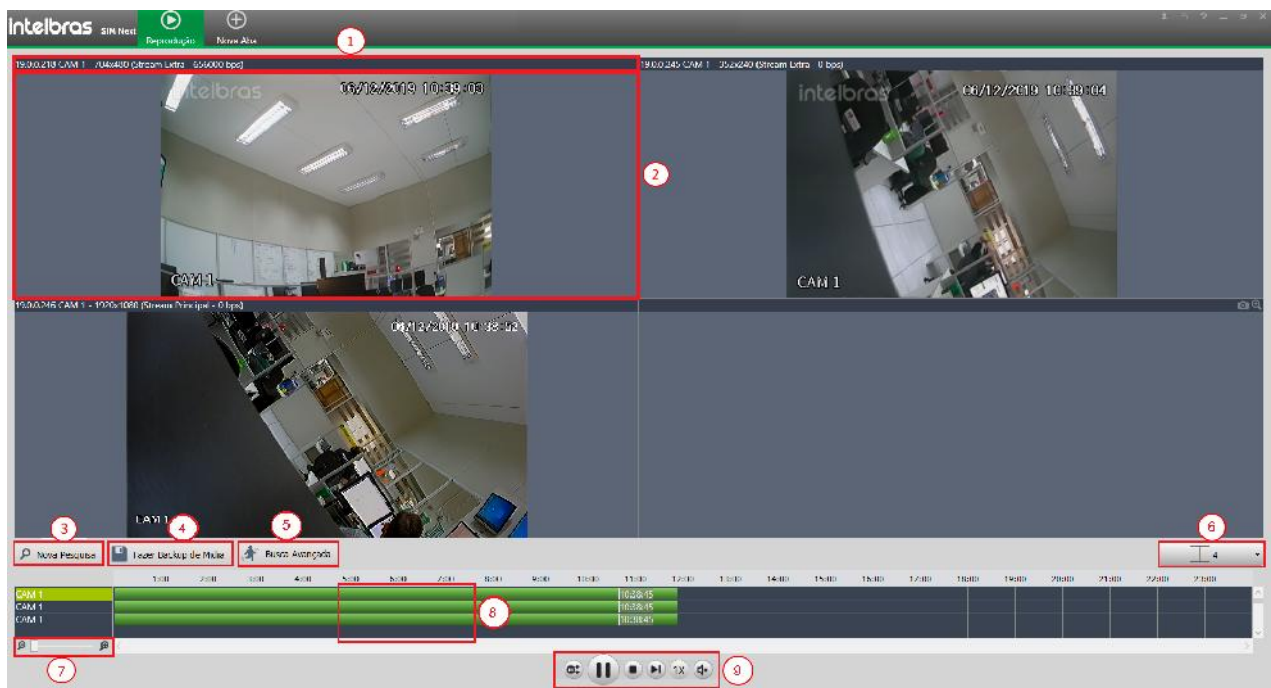 intelbras SIM Next
Reprodução
Nova Aba
1
19.0.0.218 CAM 1 - 704x480 (Stream Extra - 656000 bps)
19.0.0.245 CAM 1 - 352x240 (Stream Extra - 0 bps)
intelbras
06/12/2019 10:39:03
CAM 1
2
intelbras
06/12/2019 10:39:04
CAM 1
19.0.0.246 CAM 1 - 1920x1080 (Stream Principal - 0 bps)
06/12/2019 10:38:52
CAM 1
3
4
5
6
Nova Pesquisa
Fazer Backup de Mídia
Busca Avançada
4
1:00 2:00 3:00 4:00 5:00 6:00 7:00 8:00 9:00 10:00 11:00 12:00 13:00 14:00 15:00 16:00 17:00 18:00 19:00 20:00 21:00 22:00 23:00
CAM 1
10:38:45
CAM 1
10:38:45
CAM 1
10:38:45
8
7
1X
9